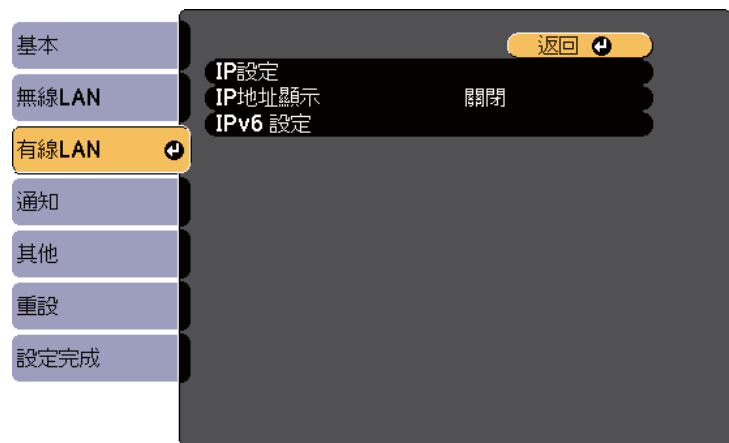 基本
無線LAN
有線LAN
通知
其他
重設
設定完成
返回
IP設定
IP地址顯示 關閉
IPv6 設定